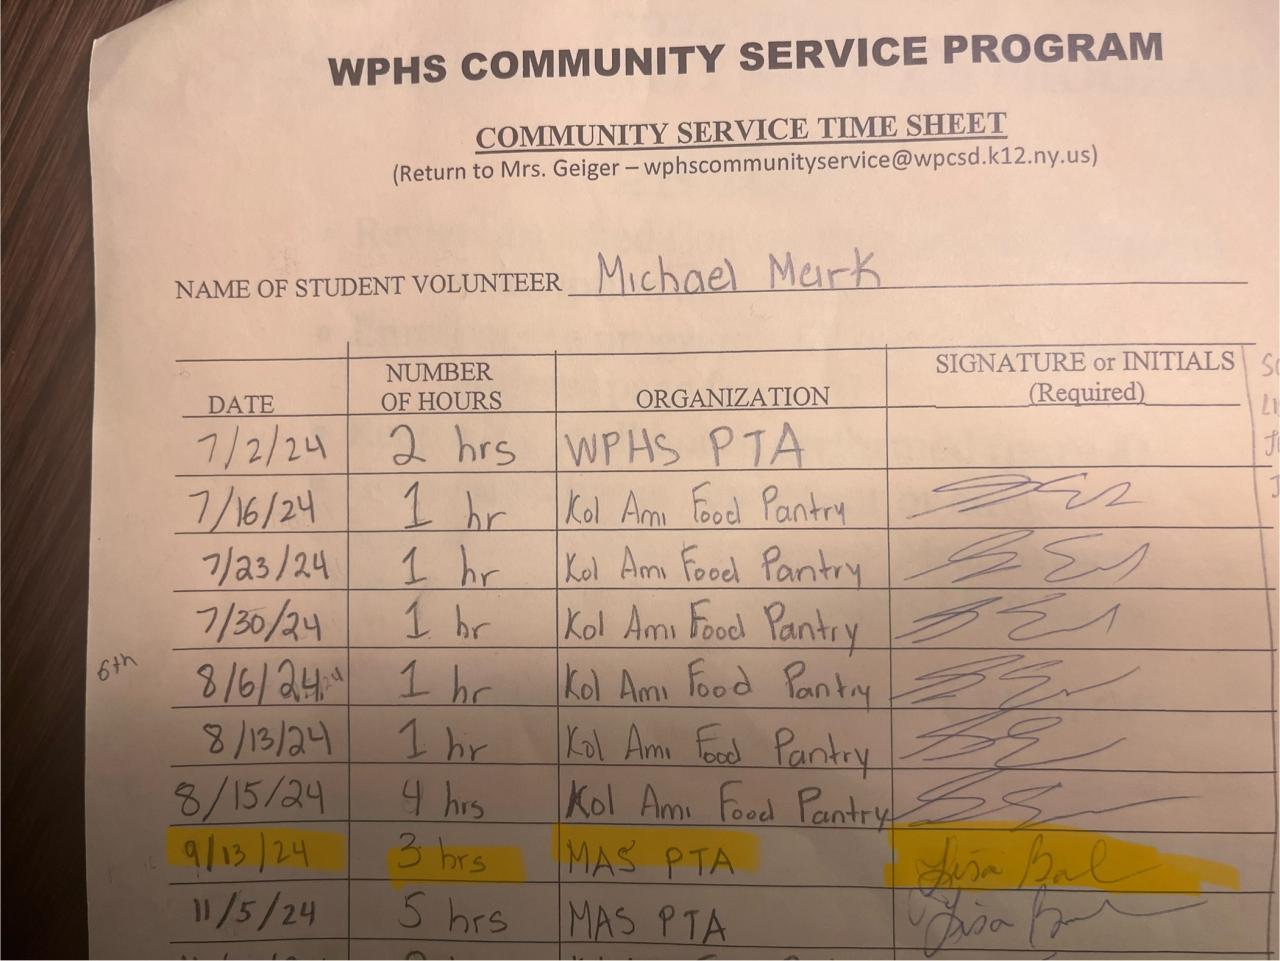 WPHS COMMUNITY SERVICE PROGRAM
COMMUNITY SERVICE TIME SHEET
(Return to Mrs. Geiger – wphscommunityservice@wpcsd.k12.ny.us)
NAME OF STUDENT VOLUNTEER Michael Mark
DATE NUMBER OF HOURS ORGANIZATION SIGNATURE or INITIALS (Required)
7/2/24 2 hrs WPHS PTA
7/16/24 1 hr Kol Ami Food Pantry
7/23/24 1 hr Kol Ami Food Pantry
7/30/24 1 hr Kol Ami Food Pantry
6th 8/6/24 1 hr Kol Ami Food Pantry
8/13/24 1 hr Kol Ami Food Pantry
8/15/24 4 hrs Kol Ami Food Pantry
9/13/24 3 hrs MAS PTA Lisa
11/5/24 5 hrs MAS PTA Lisa